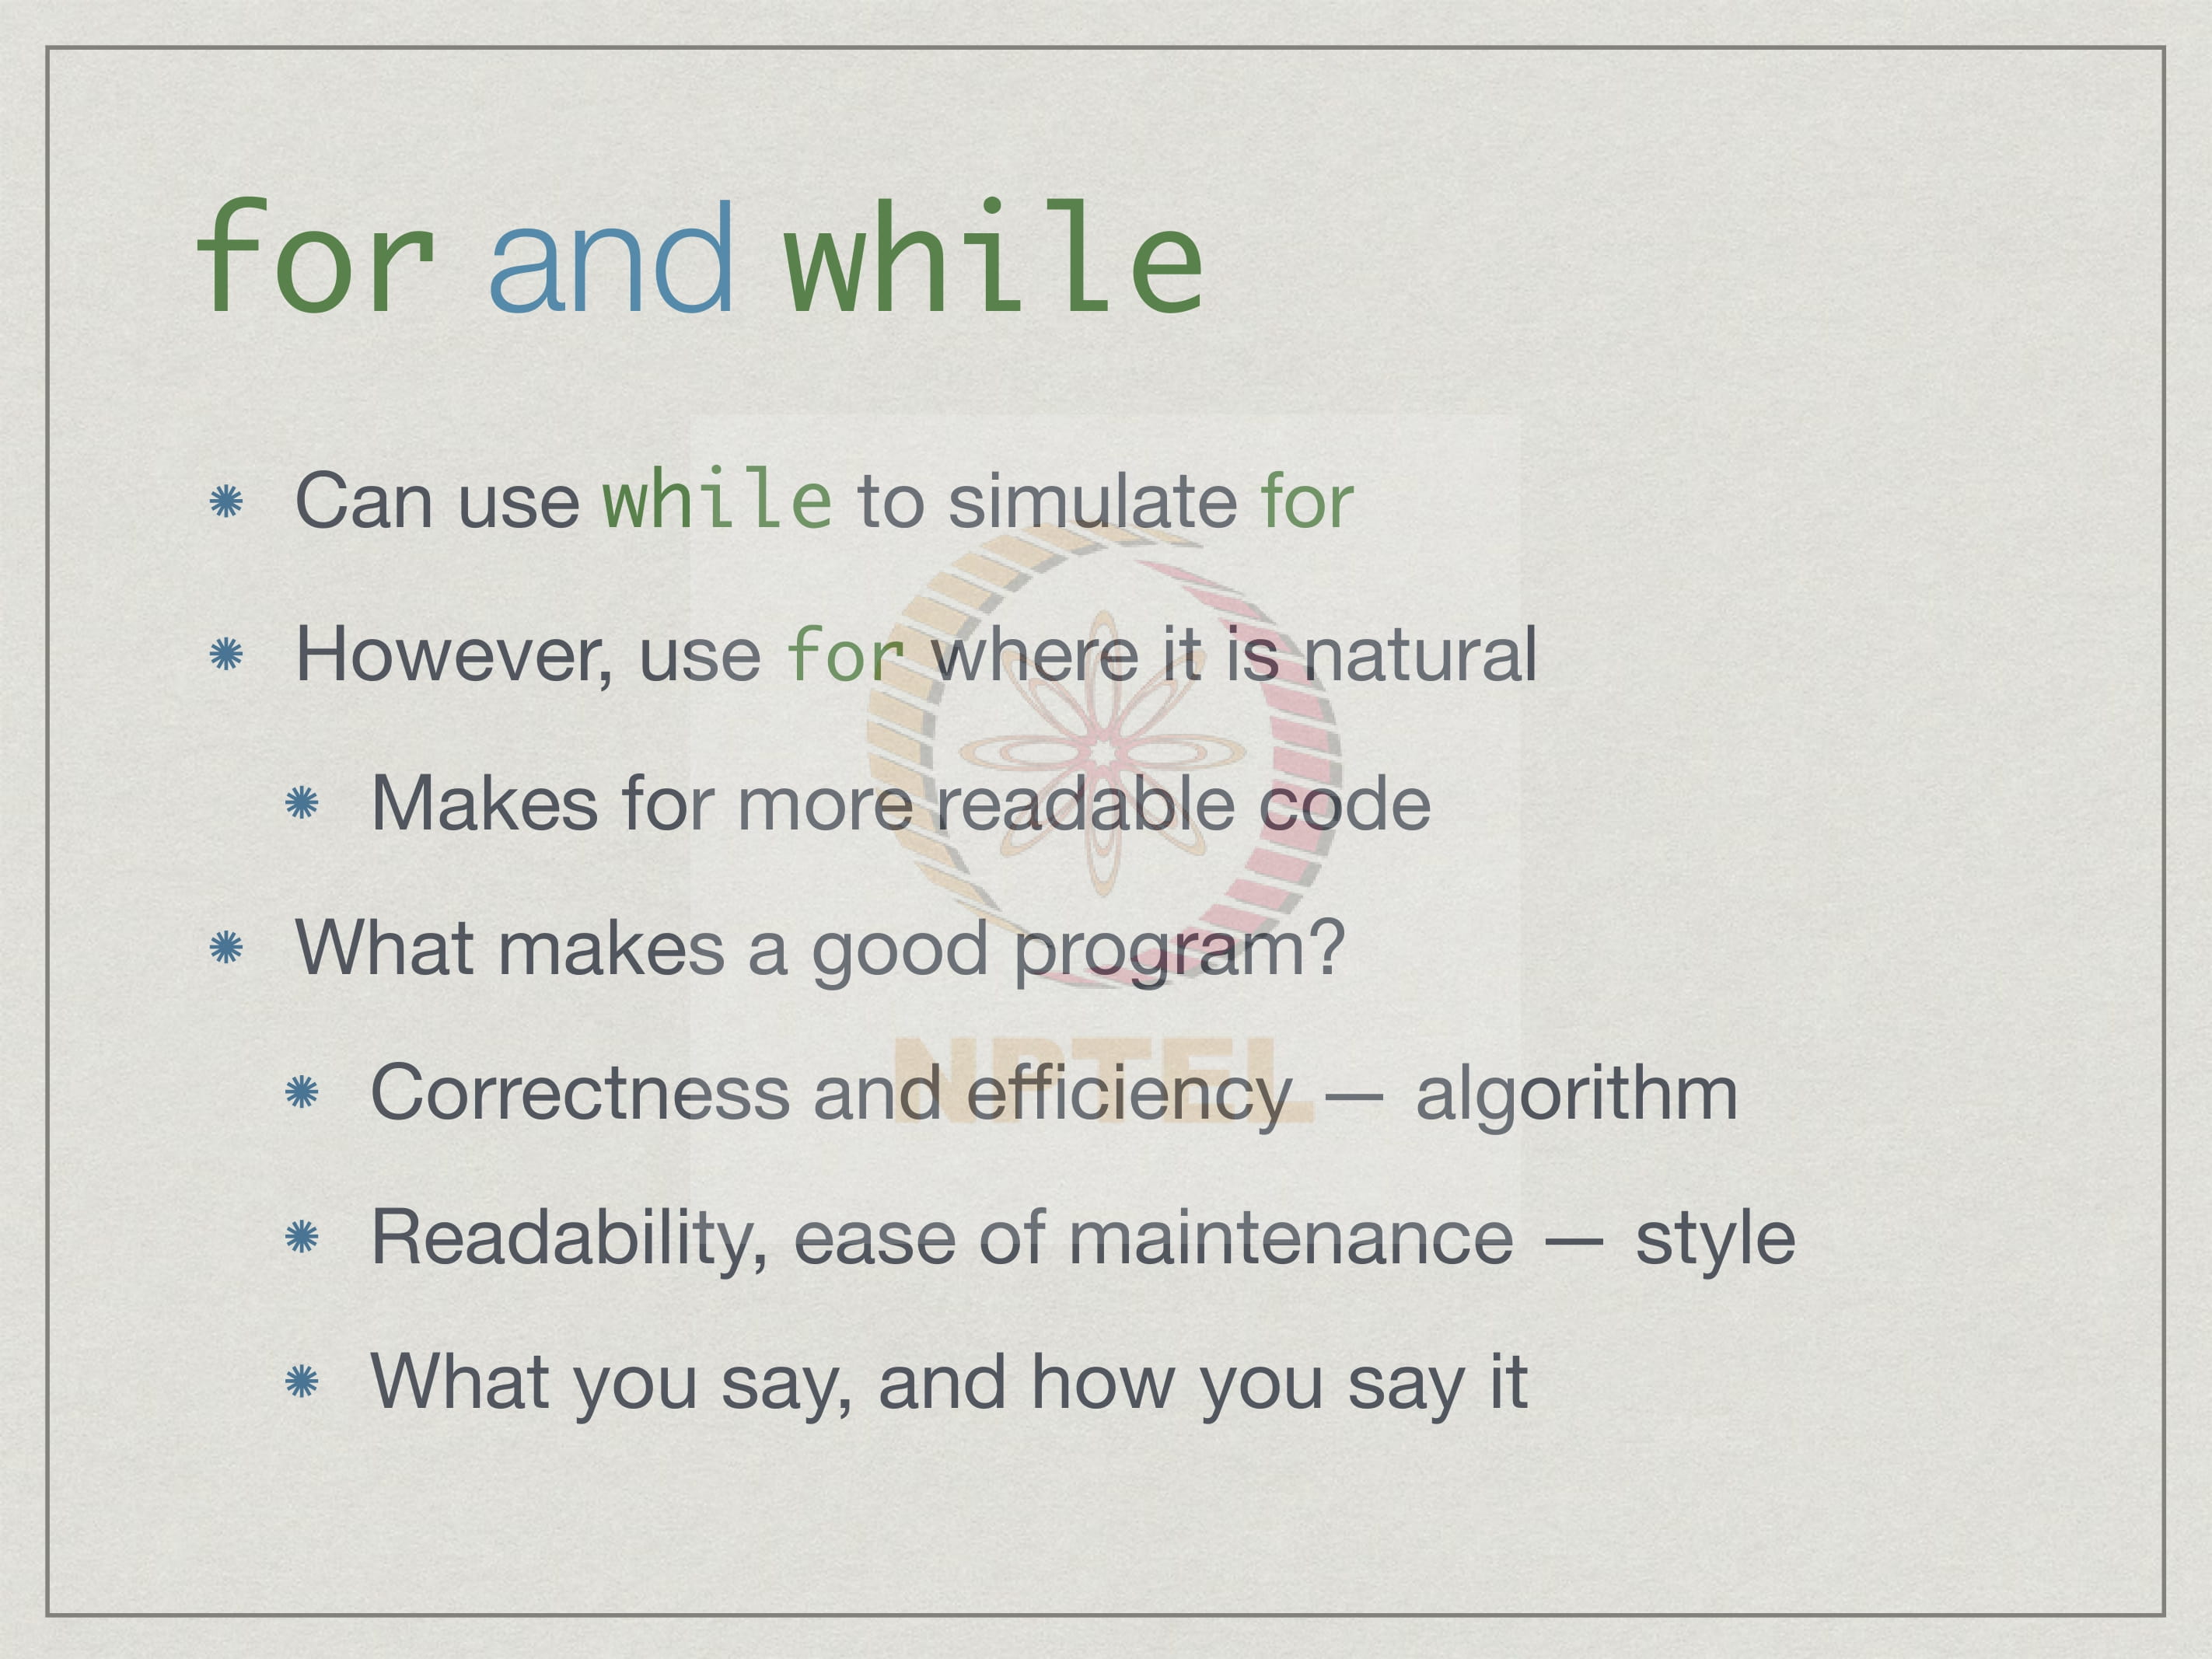 for and while
Can use while to simulate for
However, use for where it is natural
Makes for more readable code
What makes a good program?
NPTEL
Correctness and efficiency — algorithm
Readability, ease of maintenance — style
What you say, and how you say it